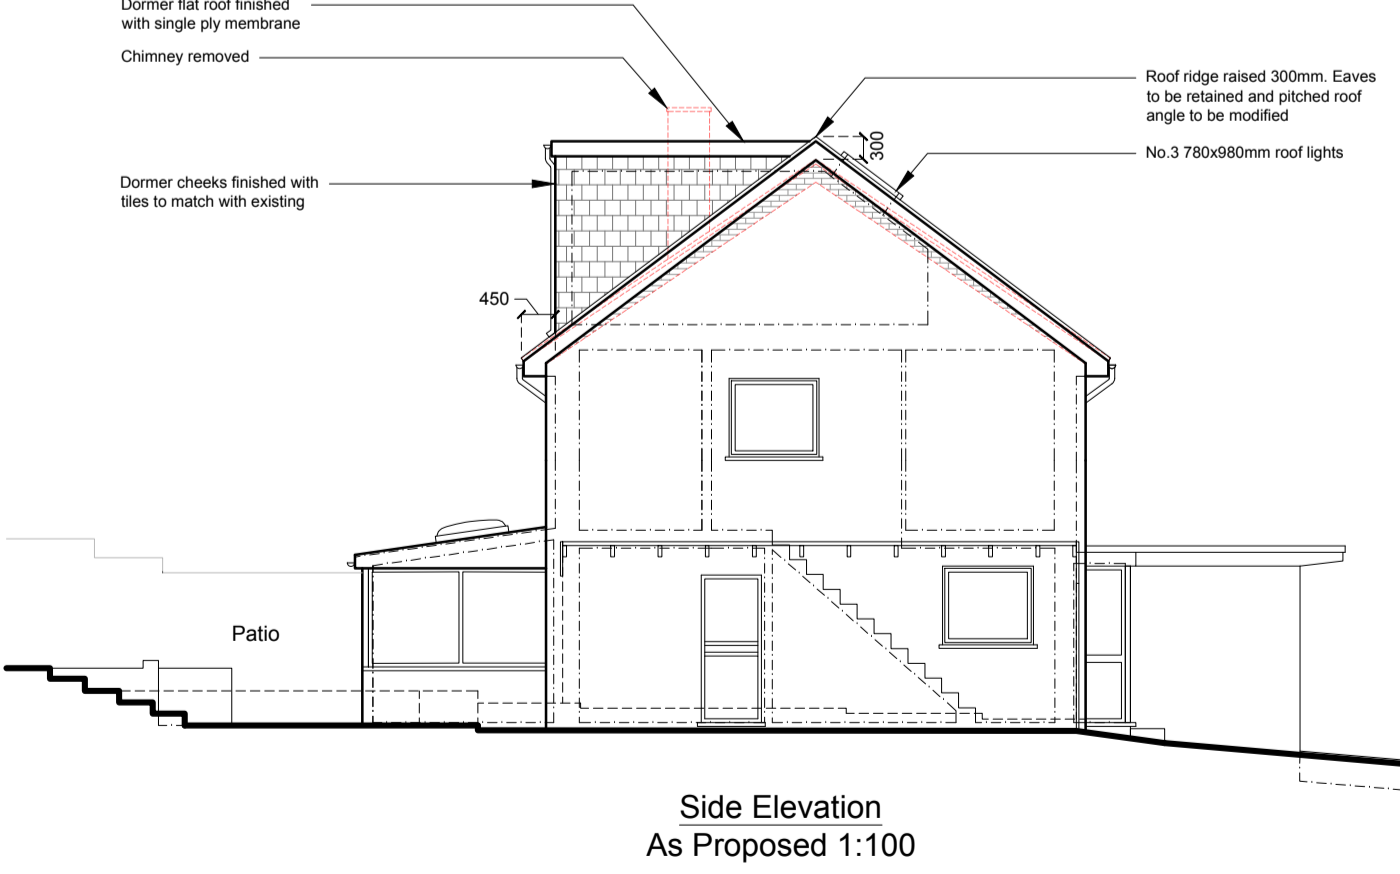 Dormer flat roof finished
with single ply membrane
Chimney removed
Roof ridge raised 300mm. Eaves
to be retained and pitched roof
angle to be modified
300
No.3 780x980mm roof lights
Dormer cheeks finished with
tiles to match with existing
450
Patio
Side Elevation
As Proposed 1:100